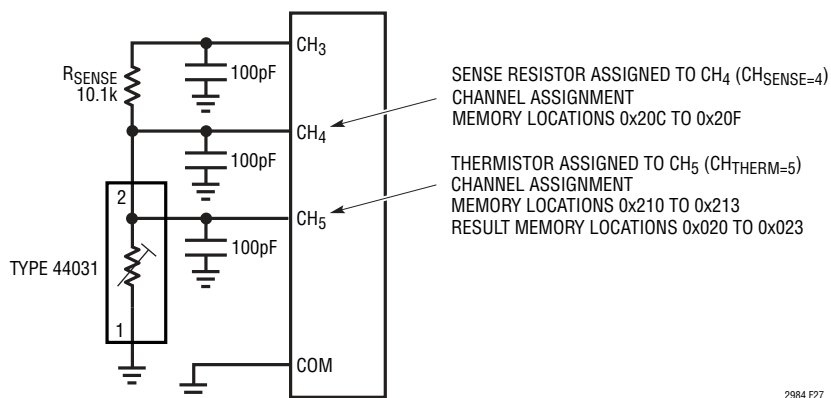 CH3
RSENSE
10.1k
100pF
SENSE RESISTOR ASSIGNED TO CH4 (CHSENSE=4)
CHANNEL ASSIGNMENT
MEMORY LOCATIONS 0x20C TO 0x20F
CH4
100pF
THERMISTOR ASSIGNED TO CH5 (CHTHERM=5)
CHANNEL ASSIGNMENT
MEMORY LOCATIONS 0x210 TO 0x213
RESULT MEMORY LOCATIONS 0x020 TO 0x023
2
CH5
100pF
TYPE 44031
1
COM
2984 F27